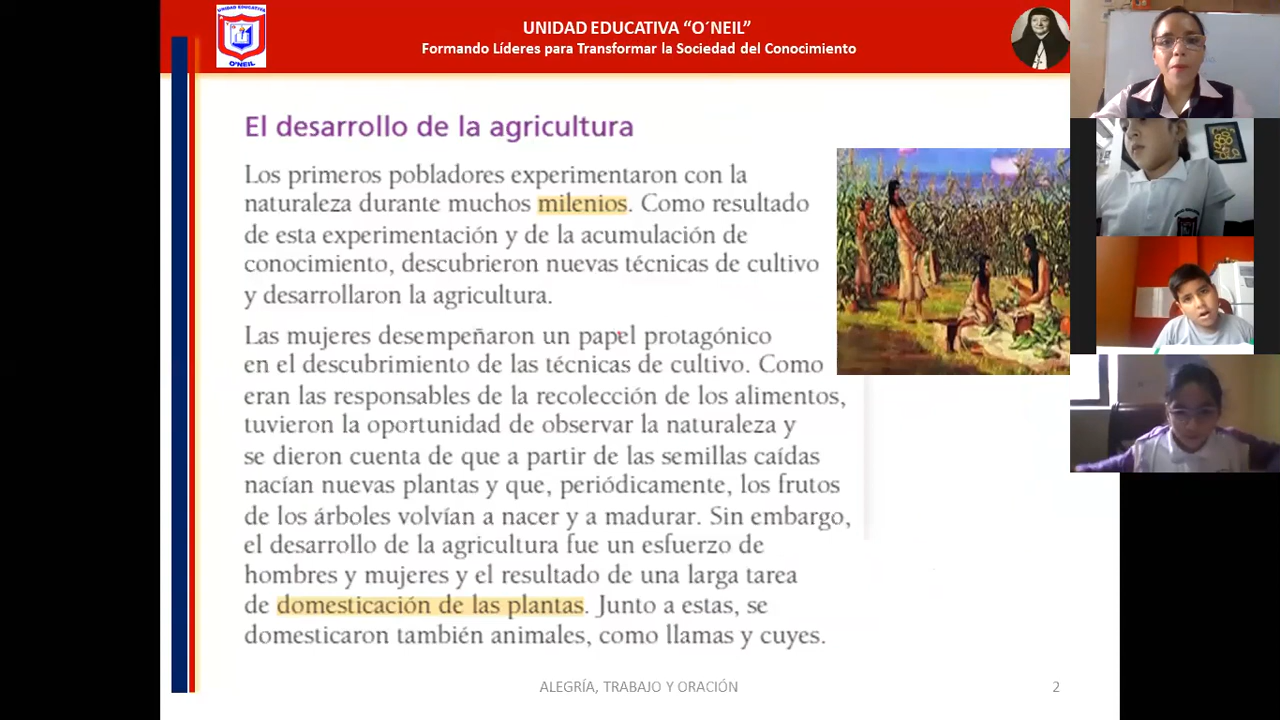 UNIDAD EDUCATIVA
O'NEIL
UNIDAD EDUCATIVA “O´NEIL”
Formando Líderes para Transformar la Sociedad del Conocimiento
El desarrollo de la agricultura
Los primeros pobladores experimentaron con la
naturaleza durante muchos milenios. Como resultado
de esta experimentación y de la acumulación de
conocimiento, descubrieron nuevas técnicas de cultivo
y desarrollaron la agricultura.
Las mujeres desempeñaron un papel protagónico
en el descubrimiento de las técnicas de cultivo. Como
eran las responsables de la recolección de los alimentos,
tuvieron la oportunidad de observar la naturaleza y
se dieron cuenta de que a partir de las semillas caídas
nacían nuevas plantas y que, periódicamente, los frutos
de los árboles volvían a nacer y a madurar. Sin embargo,
el desarrollo de la agricultura fue un esfuerzo de
hombres y mujeres y el resultado de una larga tarea
de domesticación de las plantas. Junto a estas, se
domesticaron también animales, como llamas y cuyes.
ALEGRÍA, TRABAJO Y ORACIÓN
2